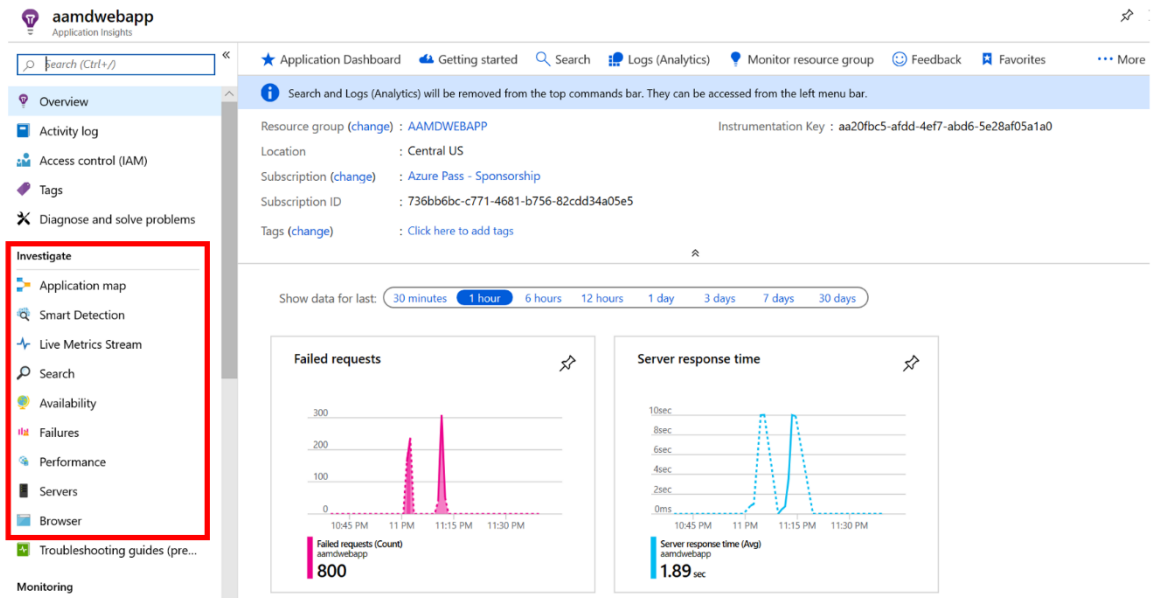 aamdwebapp
Application Insights
Search (Ctrl+/)
«
Overview
Activity log
Access control (IAM)
Tags
Diagnose and solve problems
Investigate
Application map
Smart Detection
Live Metrics Stream
Search
Availability
Failures
Performance
Servers
Browser
Troubleshooting guides (pre...
Monitoring
Application Dashboard Getting started Search Logs (Analytics) Monitor resource group Feedback Favorites ··· More
Search and Logs (Analytics) will be removed from the top commands bar. They can be accessed from the left menu bar.
Resource group (change) : AAMDWEBAPP Instrumentation Key : aa20fbc5-afdd-4ef7-abd6-5e28af05a1a0
Location : Central US
Subscription (change) : Azure Pass - Sponsorship
Subscription ID : 736bb6bc-c771-4681-b756-82cdd34a05e5
Tags (change) : Click here to add tags
Show data for last: 30 minutes 1 hour 6 hours 12 hours 1 day 3 days 7 days 30 days
Failed requests
300
200
100
0
10:45 PM 11 PM 11:15 PM 11:30 PM
Failed requests (Count)
aamdwebapp
800
Server response time
10sec
8sec
6sec
4sec
2sec
0ms
10:45 PM 11 PM 11:15 PM 11:30 PM
Server response time (Avg)
aamdwebapp
1.89 sec